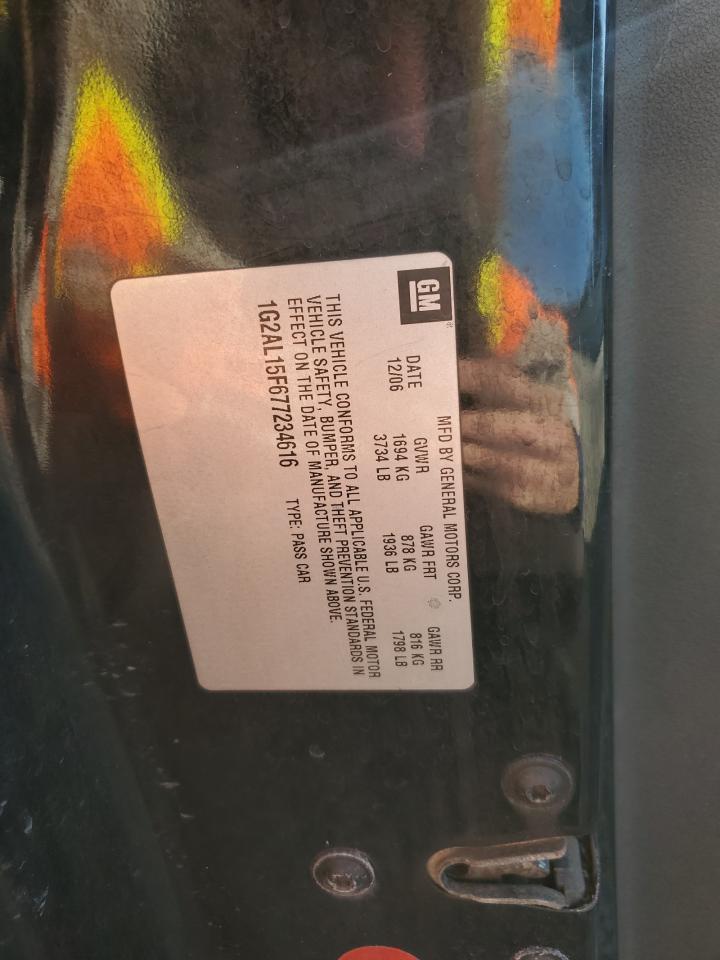 GM
MFD BY GENERAL MOTORS CORP.
DATE GVWR GAWR FRT GAWR RR
12/06 1694 KG 878 KG 816 KG
3734 LB 1936 LB 1798 LB
THIS VEHICLE CONFORMS TO ALL APPLICABLE U.S. FEDERAL MOTOR
VEHICLE SAFETY, BUMPER, AND THEFT PREVENTION STANDARDS IN
EFFECT ON THE DATE OF MANUFACTURE SHOWN ABOVE.
1G2AL15F677234616 TYPE: PASS CAR